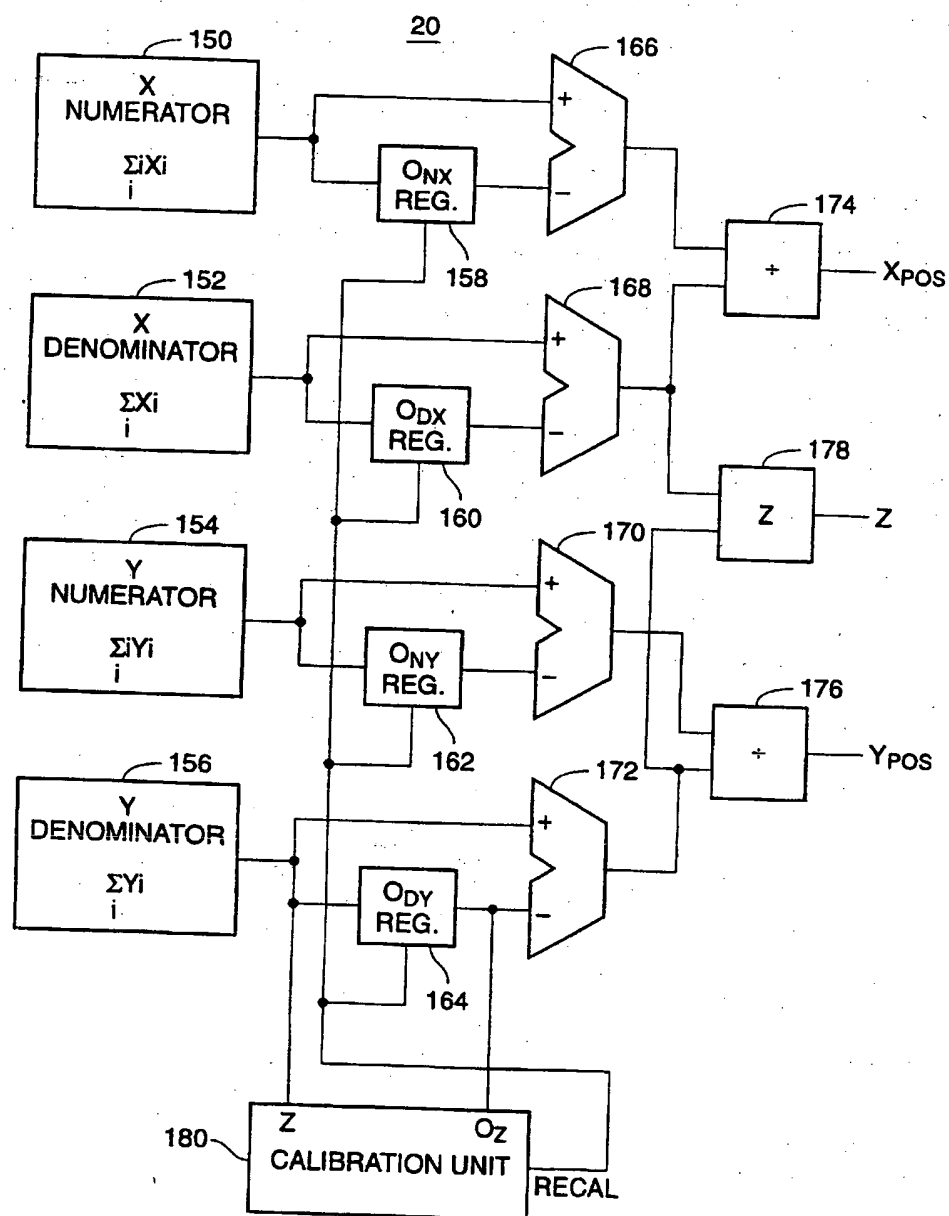 20
150
X
NUMERATOR
ΣiXi
i
166
+
ONX
REG.
−
158
174
÷
XPOS
152
X
DENOMINATOR
ΣXi
i
168
+
ODX
REG.
−
160
178
Z
Z
154
Y
NUMERATOR
ΣiYi
i
170
+
ONY
REG.
−
162
176
÷
YPOS
156
Y
DENOMINATOR
ΣYi
i
172
+
ODY
REG.
−
164
Z
OZ
180
CALIBRATION UNIT
RECAL